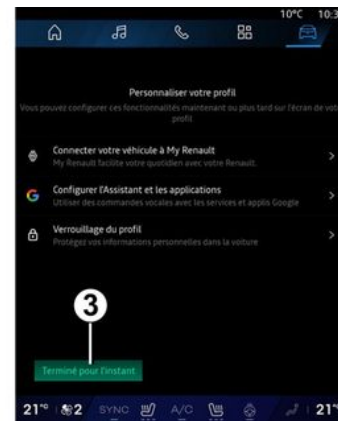 10°C 10:3
Personnaliser votre profil
Vous pouvez configurer ces fonctionnalités maintenant ou plus tard sur l'écran de vot
profil
Connecter votre véhicule à My Renault
My Renault facilite votre quotidien avec votre Renault.
Configurer l'Assistant et les applications
Utiliser des commandes vocales avec les services et applis Google
Verrouillage du profil
Protégez vos informations personnelles dans la voiture
3
Terminé pour l'instant
21°C 2 SYNC A/C 21°